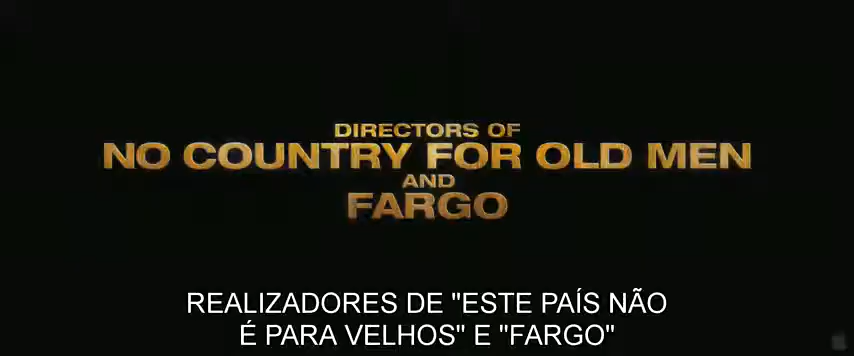 DIRECTORS OF
NO COUNTRY FOR OLD MEN
AND
FARGO
REALIZADORES DE "ESTE PAÍS NÃO
É PARA VELHOS" E "FARGO"